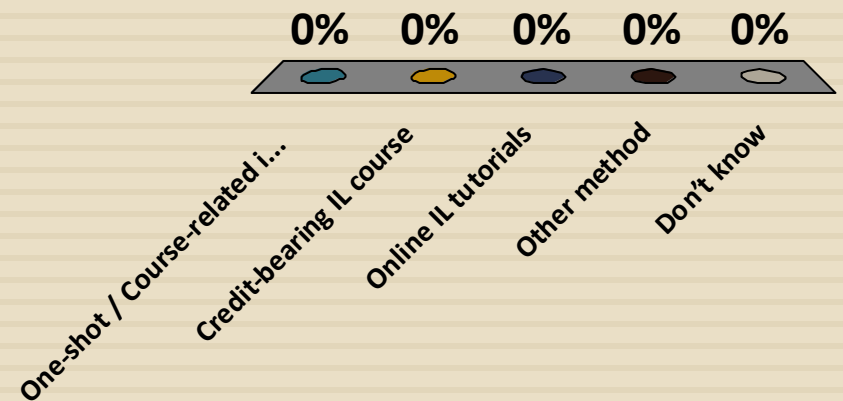 0% 0% 0% 0% 0%
One-shot / Course-related i...
Credit-bearing IL course
Online IL tutorials
Other method
Don't know